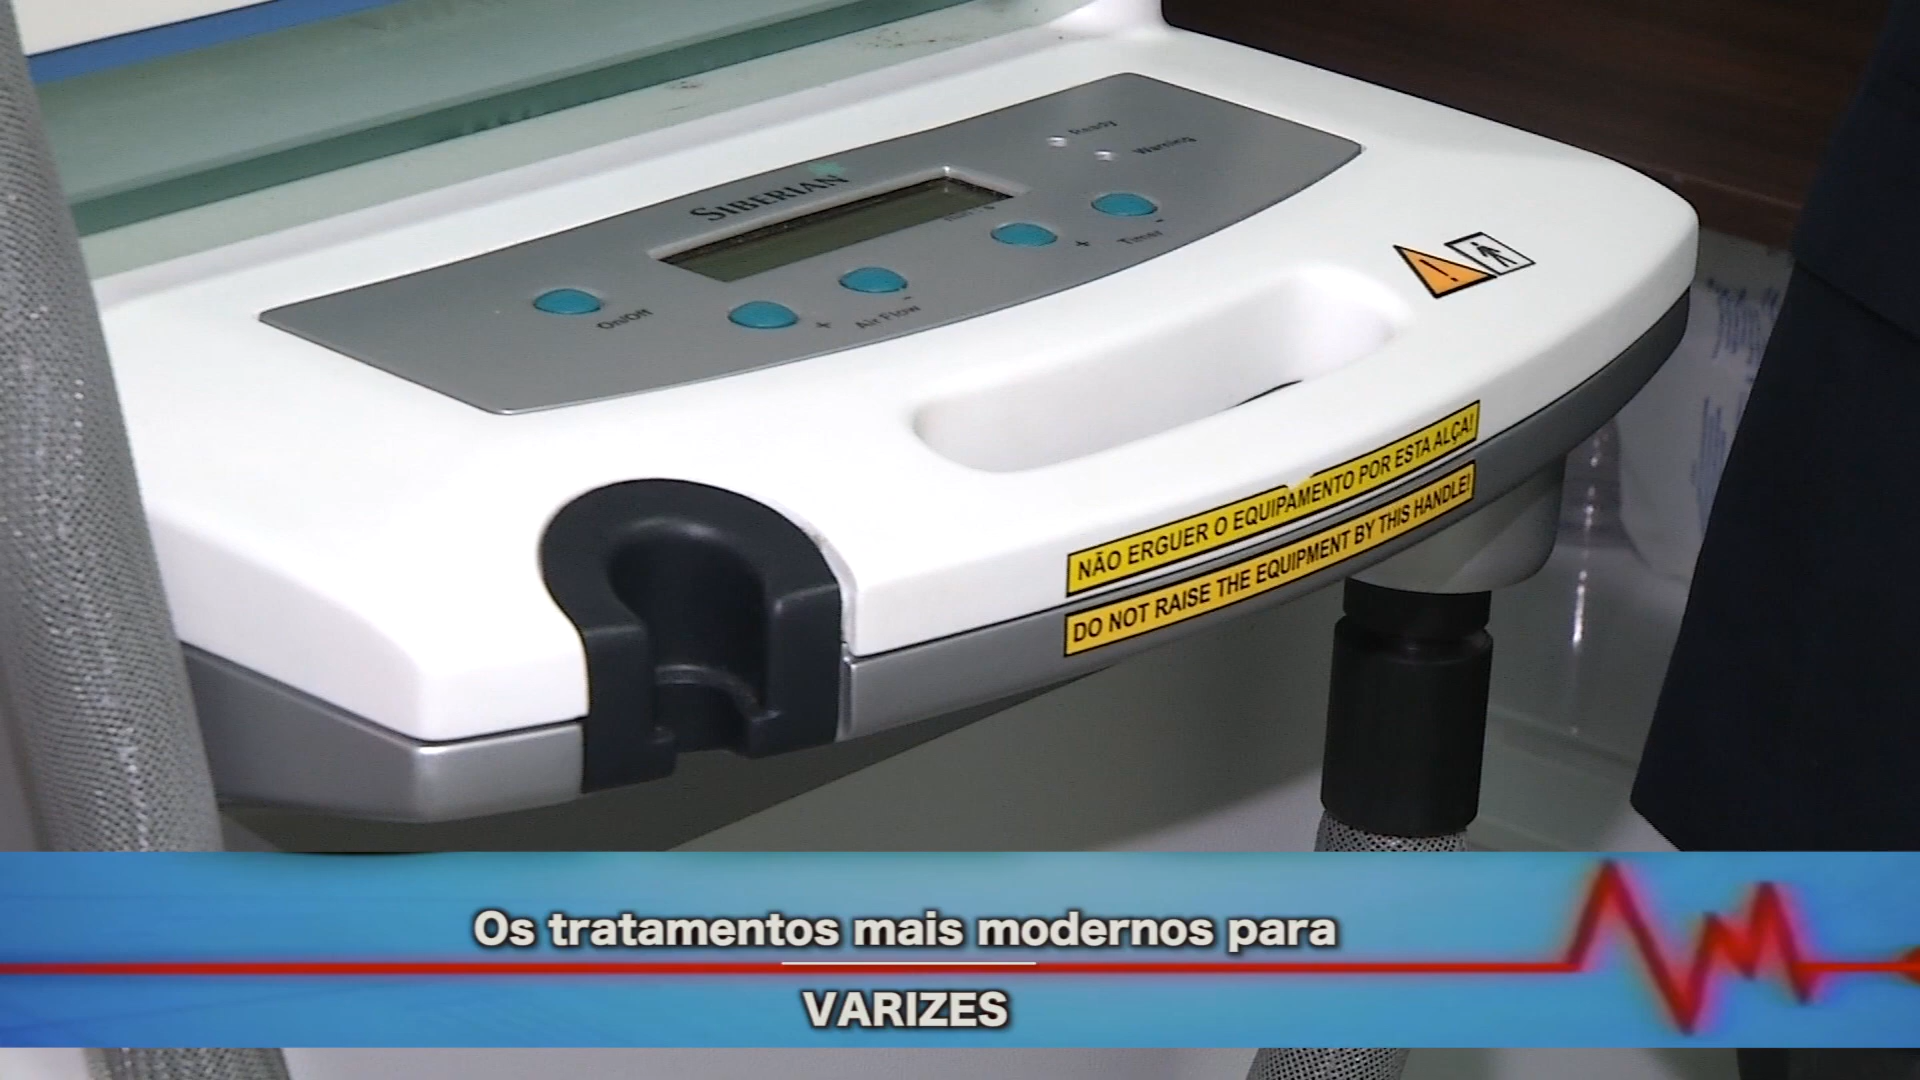 Ready
Warning
SIBERIAN
Timer
On/Off
Air Flow
NÃO ERGUER O EQUIPAMENTO POR ESTA ALÇA!
DO NOT RAISE THE EQUIPMENT BY THIS HANDLE!
Os tratamentos mais modernos para
VARIZES